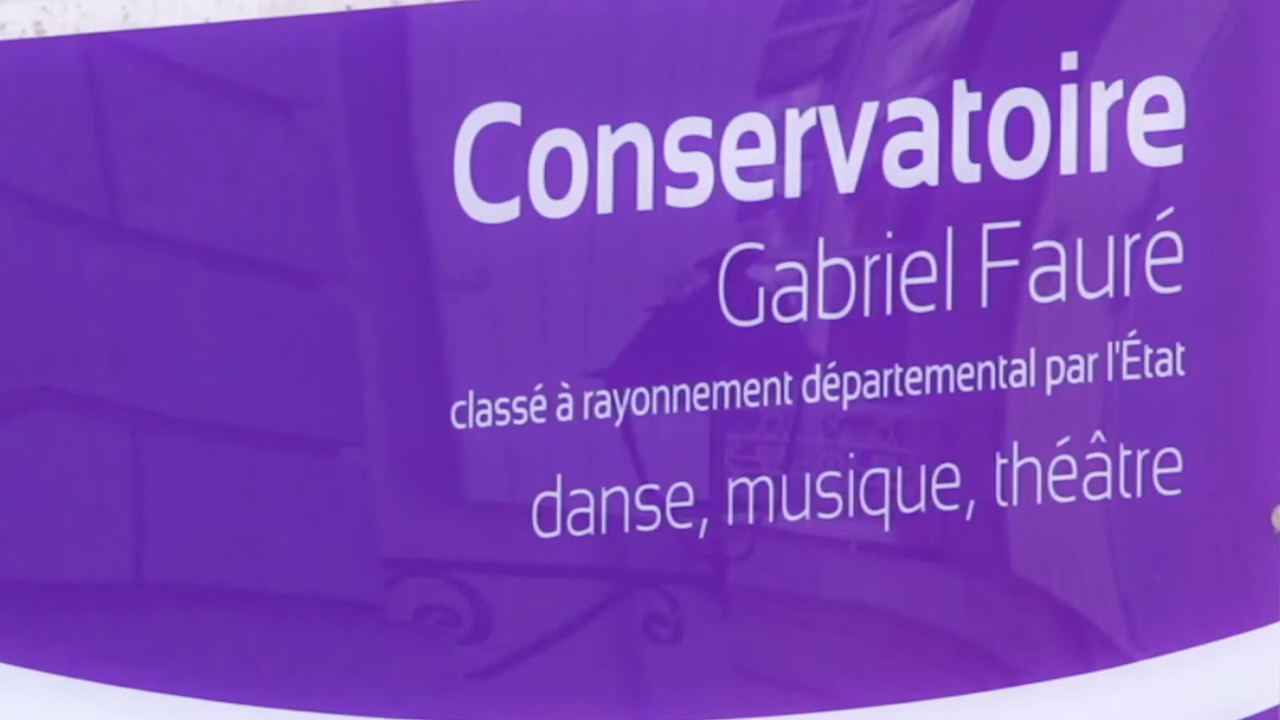 Conservatoire
Gabriel Fauré
classé à rayonnement départemental par l'État
danse, musique, théâtre